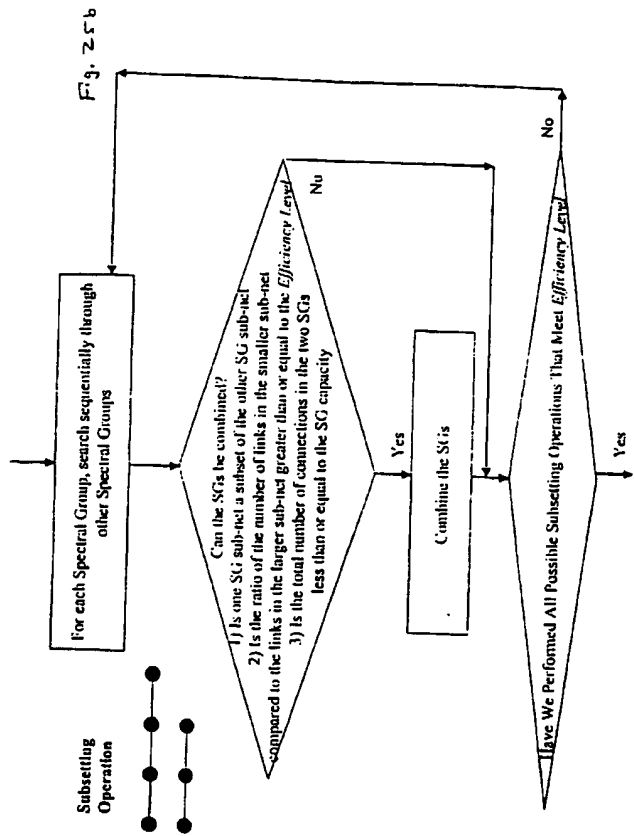 Fig. 25b
Subsetting
Operation
For each Spectral Group, search sequentially through
other Spectral Groups
Can the SGs be combined?
1) Is one SG sub-net a subset of the other SG sub-net
2) Is the ratio of the number of links in the smaller sub-net
compared to the links in the larger sub-net greater than or equal to the Efficiency Level
3) Is the total number of connections in the two SGs
less than or equal to the SG capacity
No
Yes
Combine the SGs
Have We Performed All Possible Subsetting Operations That Meet Efficiency Level
No
Yes